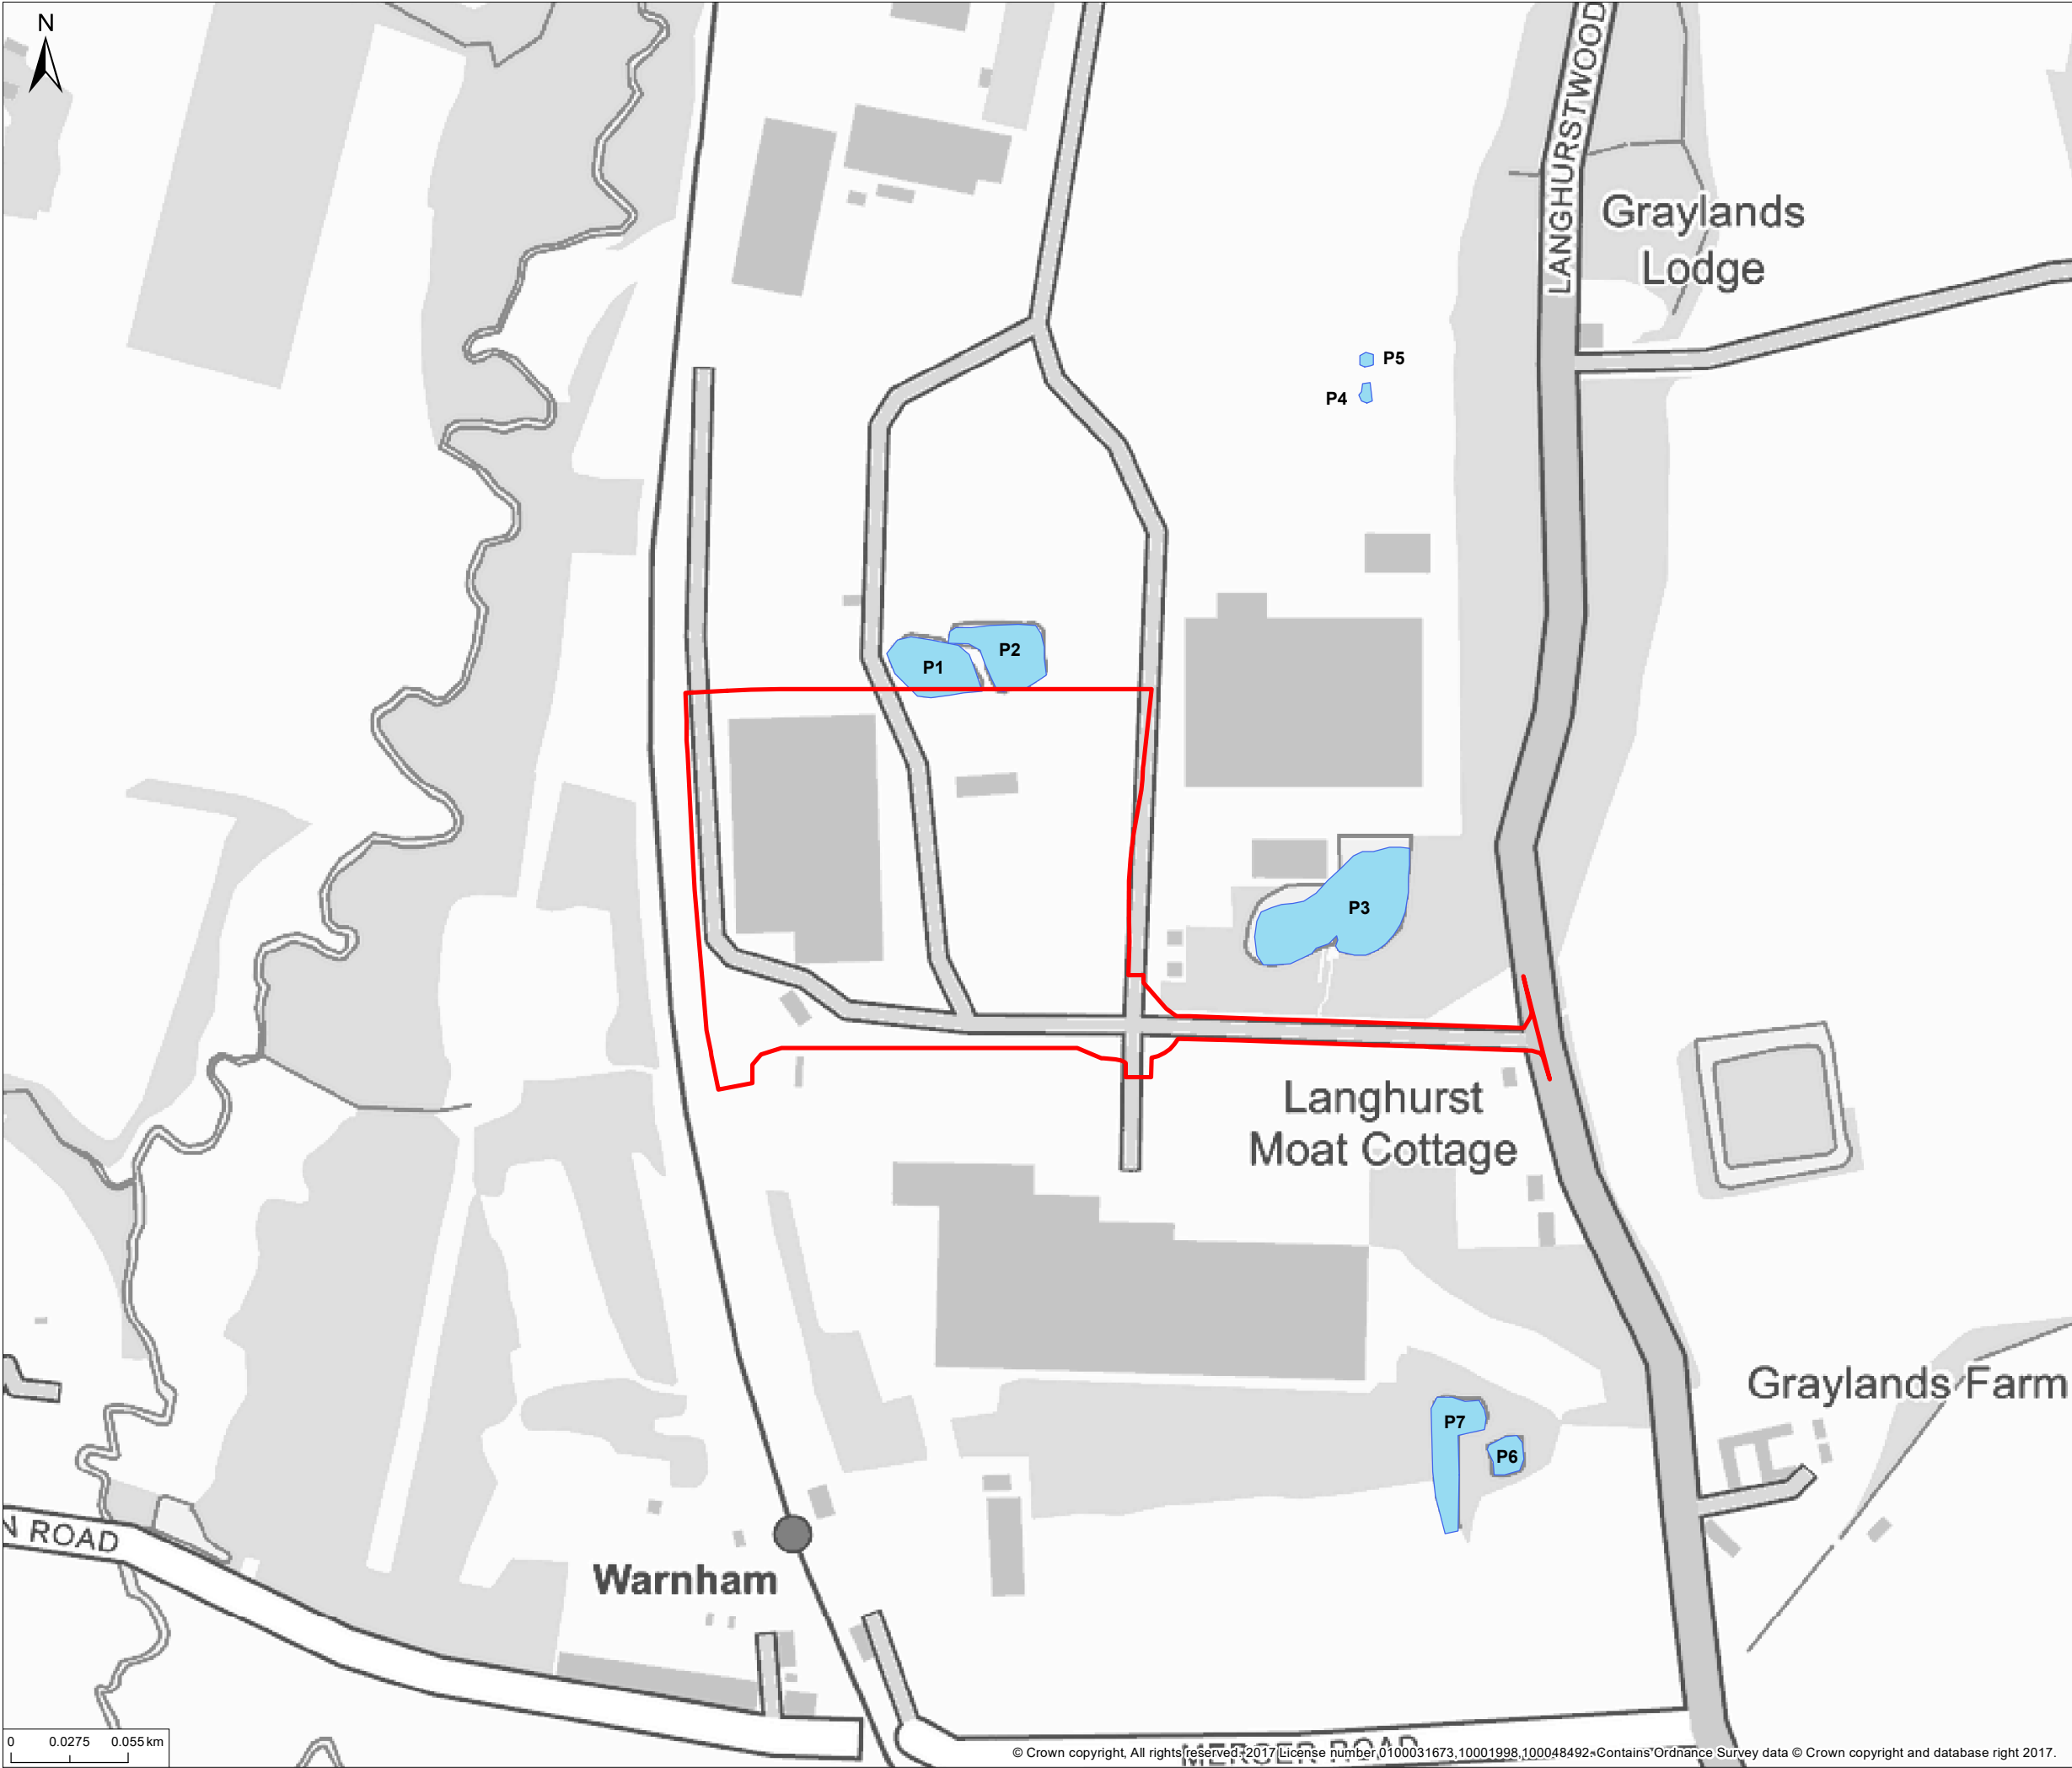 N
LANGHURSTWOOD
Graylands
Lodge
P5
P4
P2
P1
P3
Langhurst
Moat Cottage
Graylands Farm
P7
P6
N ROAD
Warnham
0 0.0275 0.055 km
MERCER ROAD
© Crown copyright, All rights reserved. 2017 License number 0100031673,10001998,100048492. Contains Ordnance Survey data © Crown copyright and database right 2017.